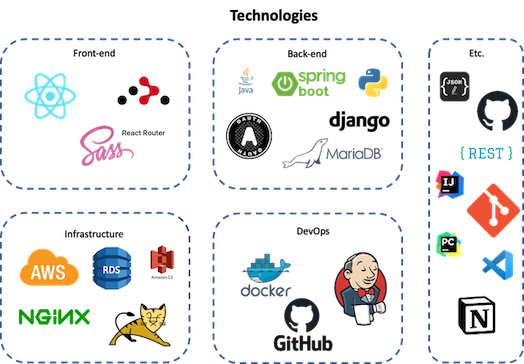 Technologies
Front-end
React Router
Sass
Back-end
Java
spring
boot
OAUTH
A
django
MariaDB
Etc.
JSON
{ REST }
IJ
PC
N
Infrastructure
AWS
RDS
Amazon S3
NGINX
DevOps
docker
GitHub